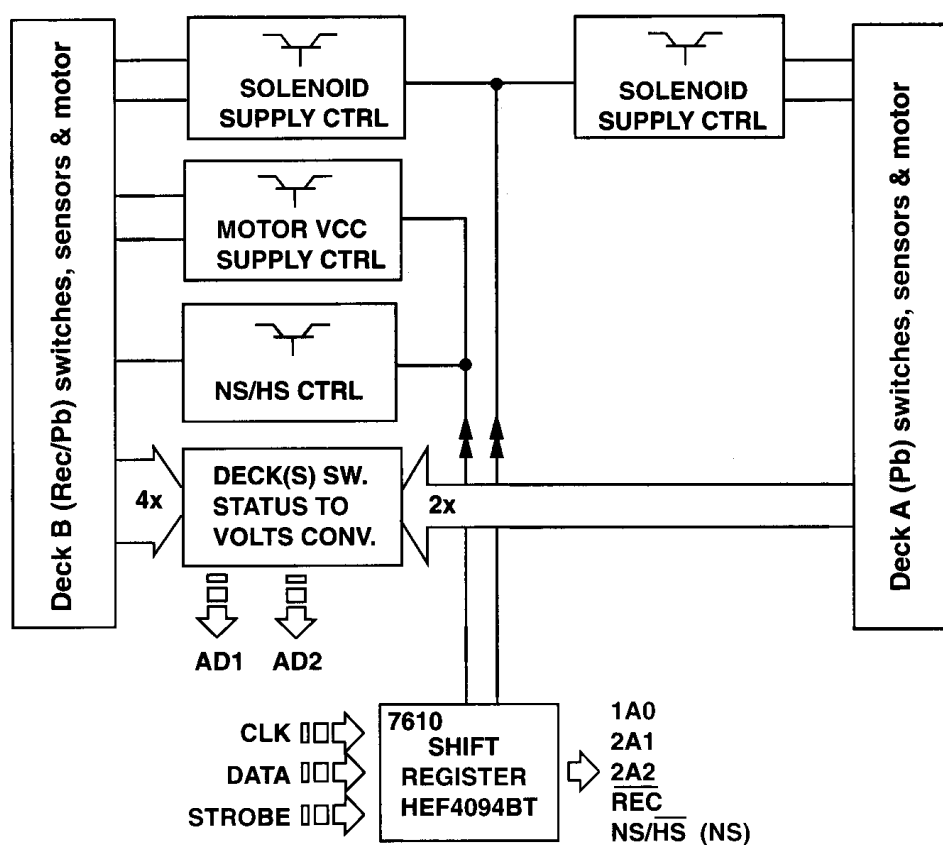 Deck B (Rec/Pb) switches, sensors & motor
SOLENOID
SUPPLY CTRL
SOLENOID
SUPPLY CTRL
Deck A (Pb) switches, sensors & motor
MOTOR VCC
SUPPLY CTRL
NS/HS CTRL
4x
DECK(S) SW.
STATUS TO
VOLTS CONV.
2x
AD1
AD2
CLK
DATA
STROBE
7610
SHIFT
REGISTER
HEF4094BT
1A0
2A1
2A2
R̅E̅C̅
NS/H̅S̅ (NS)